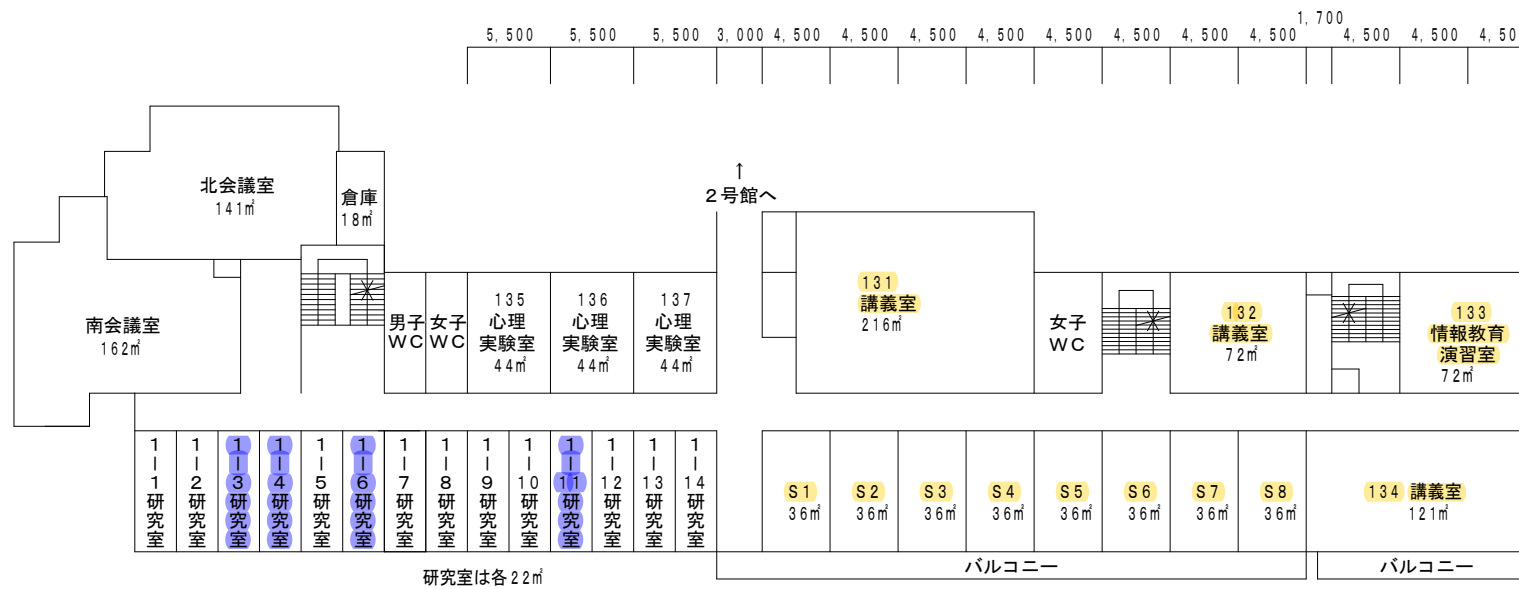 1,700
5,500 5,500 5,500 3,000 4,500 4,500 4,500 4,500 4,500 4,500 4,500 4,500 4,500 4,500 4,50
↑
2号館へ
北会議室
141㎡
倉庫
18㎡
南会議室
162㎡
男子
WC
女子
WC
135
心理
実験室
44㎡
136
心理
実験室
44㎡
137
心理
実験室
44㎡
131
講義室
216㎡
女子
WC
132
講義室
72㎡
133
情報教育
演習室
72㎡
1-1研究室
1-2研究室
1-3研究室
1-4研究室
1-5研究室
1-6研究室
1-7研究室
1-8研究室
1-9研究室
1-10研究室
1-11研究室
1-12研究室
1-13研究室
1-14研究室
S1
36㎡
S2
36㎡
S3
36㎡
S4
36㎡
S5
36㎡
S6
36㎡
S7
36㎡
S8
36㎡
134 講義室
121㎡
バルコニー
バルコニー
研究室は各22㎡